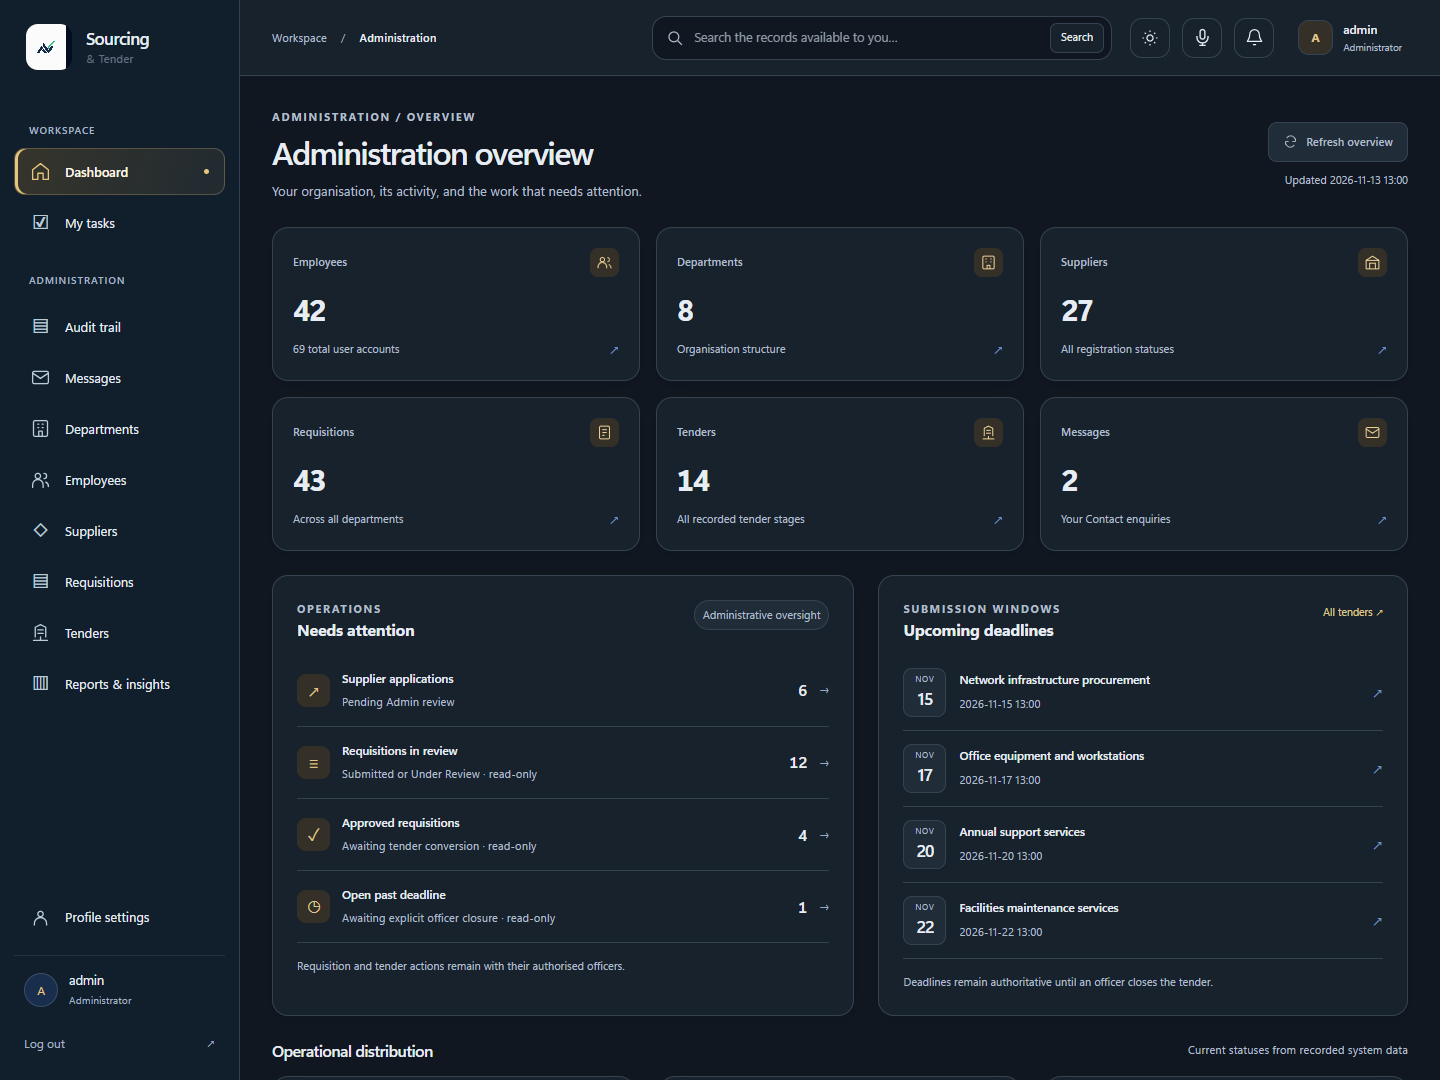 Sourcing
& Tender
WORKSPACE
Dashboard
My tasks
ADMINISTRATION
Audit trail
Messages
Departments
Employees
Suppliers
Requisitions
Tenders
Reports & insights
Profile settings
A
admin
Administrator
Log out ↗
Workspace / Administration
Search the records available to you...
Search
A
admin
Administrator
ADMINISTRATION / OVERVIEW
Administration overview
Your organisation, its activity, and the work that needs attention.
Refresh overview
Updated 2026-11-13 13:00
Employees
42
69 total user accounts ↗
Departments
8
Organisation structure ↗
Suppliers
27
All registration statuses ↗
Requisitions
43
Across all departments ↗
Tenders
14
All recorded tender stages ↗
Messages
2
Your Contact enquiries ↗
OPERATIONS
Needs attention
Administrative oversight
Supplier applications
Pending Admin review
6 →
Requisitions in review
Submitted or Under Review · read-only
12 →
Approved requisitions
Awaiting tender conversion · read-only
4 →
Open past deadline
Awaiting explicit officer closure · read-only
1 →
Requisition and tender actions remain with their authorised officers.
SUBMISSION WINDOWS
Upcoming deadlines
All tenders ↗
NOV
15
Network infrastructure procurement
2026-11-15 13:00
↗
NOV
17
Office equipment and workstations
2026-11-17 13:00
↗
NOV
20
Annual support services
2026-11-20 13:00
↗
NOV
22
Facilities maintenance services
2026-11-22 13:00
↗
Deadlines remain authoritative until an officer closes the tender.
Operational distribution
Current statuses from recorded system data